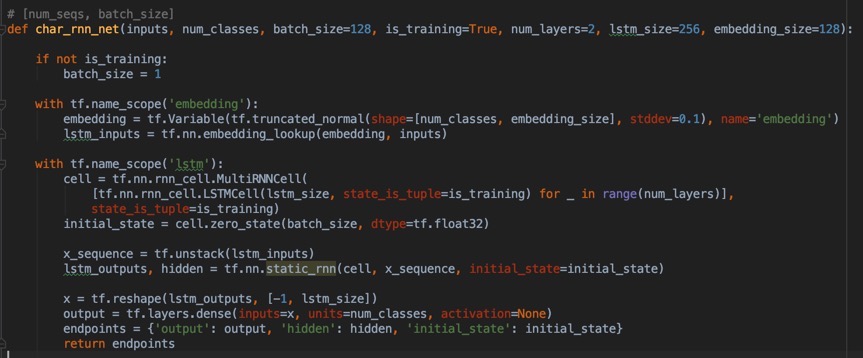 # [num_seqs, batch_size]
def char_rnn_net(inputs, num_classes, batch_size=128, is_training=True, num_layers=2, lstm_size=256, embedding_size=128):
if not is_training:
batch_size = 1
with tf.name_scope('embedding'):
embedding = tf.Variable(tf.truncated_normal(shape=[num_classes, embedding_size], stddev=0.1), name='embedding')
lstm_inputs = tf.nn.embedding_lookup(embedding, inputs)
with tf.name_scope('lstm'):
cell = tf.nn.rnn_cell.MultiRNNCell(
[tf.nn.rnn_cell.LSTMCell(lstm_size, state_is_tuple=is_training) for _ in range(num_layers)],
state_is_tuple=is_training)
initial_state = cell.zero_state(batch_size, dtype=tf.float32)
x_sequence = tf.unstack(lstm_inputs)
lstm_outputs, hidden = tf.nn.static_rnn(cell, x_sequence, initial_state=initial_state)
x = tf.reshape(lstm_outputs, [-1, lstm_size])
output = tf.layers.dense(inputs=x, units=num_classes, activation=None)
endpoints = {'output': output, 'hidden': hidden, 'initial_state': initial_state}
return endpoints